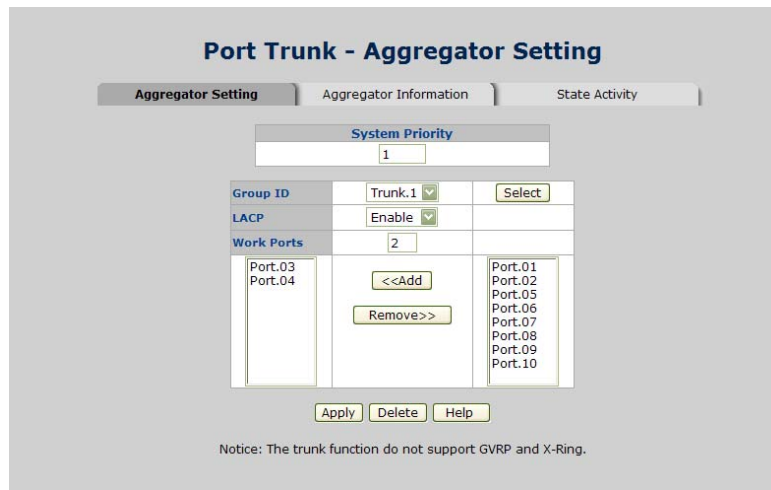 Port Trunk - Aggregator Setting
Aggregator Setting Aggregator Information State Activity
System Priority
1
Group ID Trunk.1 Select
LACP Enable
Work Ports 2
Port.03
Port.04
<<Add
Remove>>
Port.01
Port.02
Port.05
Port.06
Port.07
Port.08
Port.09
Port.10
Apply Delete Help
Notice: The trunk function do not support GVRP and X-Ring.